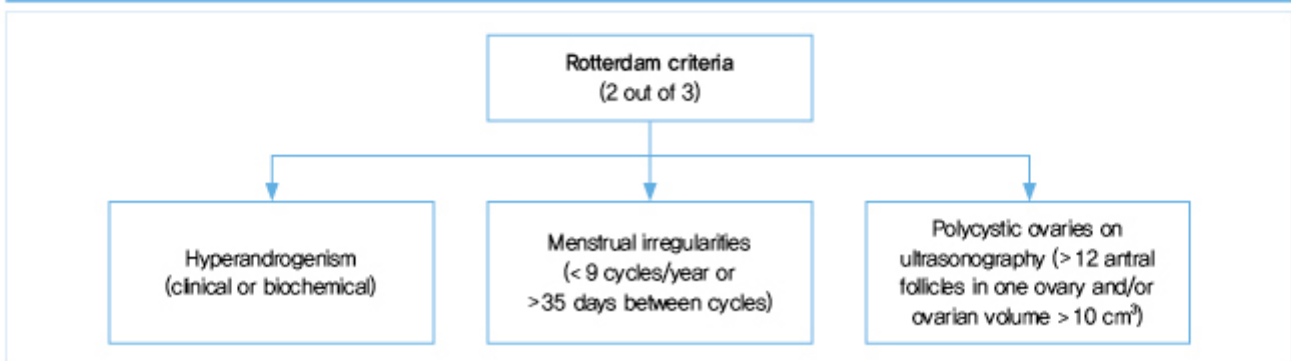 Rotterdam criteria
(2 out of 3)
Hyperandrogenism
(clinical or biochemical)
Menstrual irregularities
(< 9 cycles/year or
>35 days between cycles)
Polycystic ovaries on
ultrasonography (> 12 antral
follicles in one ovary and/or
ovarian volume > 10 cm³)